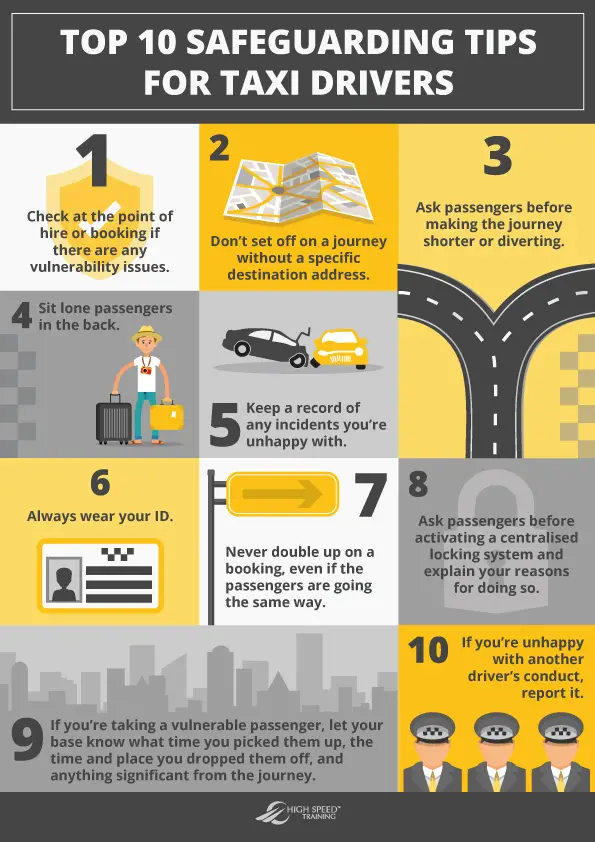 TOP 10 SAFEGUARDING TIPS
FOR TAXI DRIVERS
1
Check at the point of
hire or booking if
there are any
vulnerability issues.
2
Don't set off on a journey
without a specific
destination address.
3
Ask passengers before
making the journey
shorter or diverting.
4
Sit lone passengers
in the back.
5
Keep a record of
any incidents you're
unhappy with.
6
Always wear your ID.
7
Never double up on a
booking, even if the
passengers are going
the same way.
8
Ask passengers before
activating a centralised
locking system and
explain your reasons
for doing so.
9
If you're taking a vulnerable passenger, let your
base know what time you picked them up, the
time and place you dropped them off, and
anything significant from the journey.
10
If you're unhappy
with another
driver's conduct,
report it.
HIGH SPEED™
TRAINING